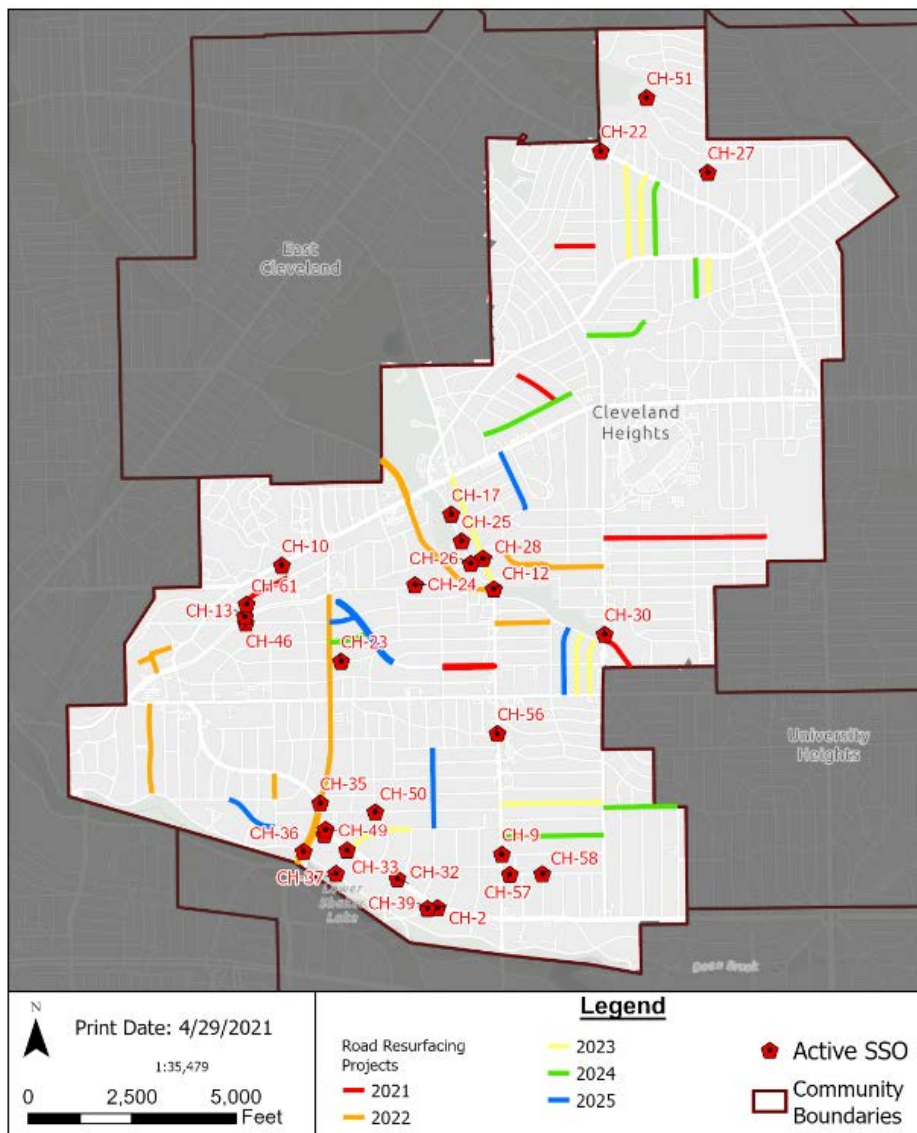 CH-51
CH-22
CH-27
East
Cleveland
Cleveland
Heights
CH-17
CH-25
CH-10
CH-28
CH-26
CH-61
CH-24
CH-12
CH-13
CH-30
CH-46
CH-23
CH-56
University
Heights
CH-35
CH-50
CH-36
CH-49
CH-9
CH-58
CH-33
CH-32
CH-37
CH-57
Lower
Shaker
Lake
CH-39
CH-2
Doan Brook
N
Print Date: 4/29/2021
1:35,479
0 2,500 5,000
Feet
Legend
Road Resurfacing
Projects
2021
2022
2023
2024
2025
Active SSO
Community
Boundaries